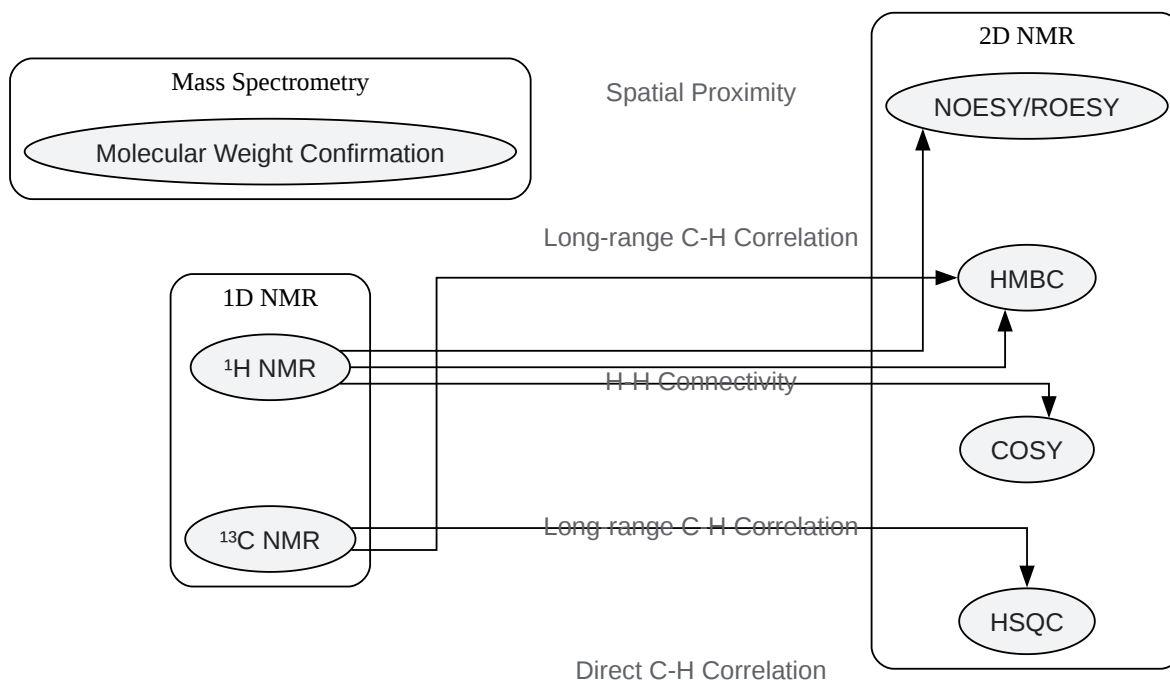 2D NMR
Mass Spectrometry
Spatial Proximity
NOESY/ROESY
Molecular Weight Confirmation
Long-range C-H Correlation
HMBC
1D NMR
¹H NMR
H-H Connectivity
COSY
Long-range C-H Correlation
¹³C NMR
HSQC
Direct C-H Correlation